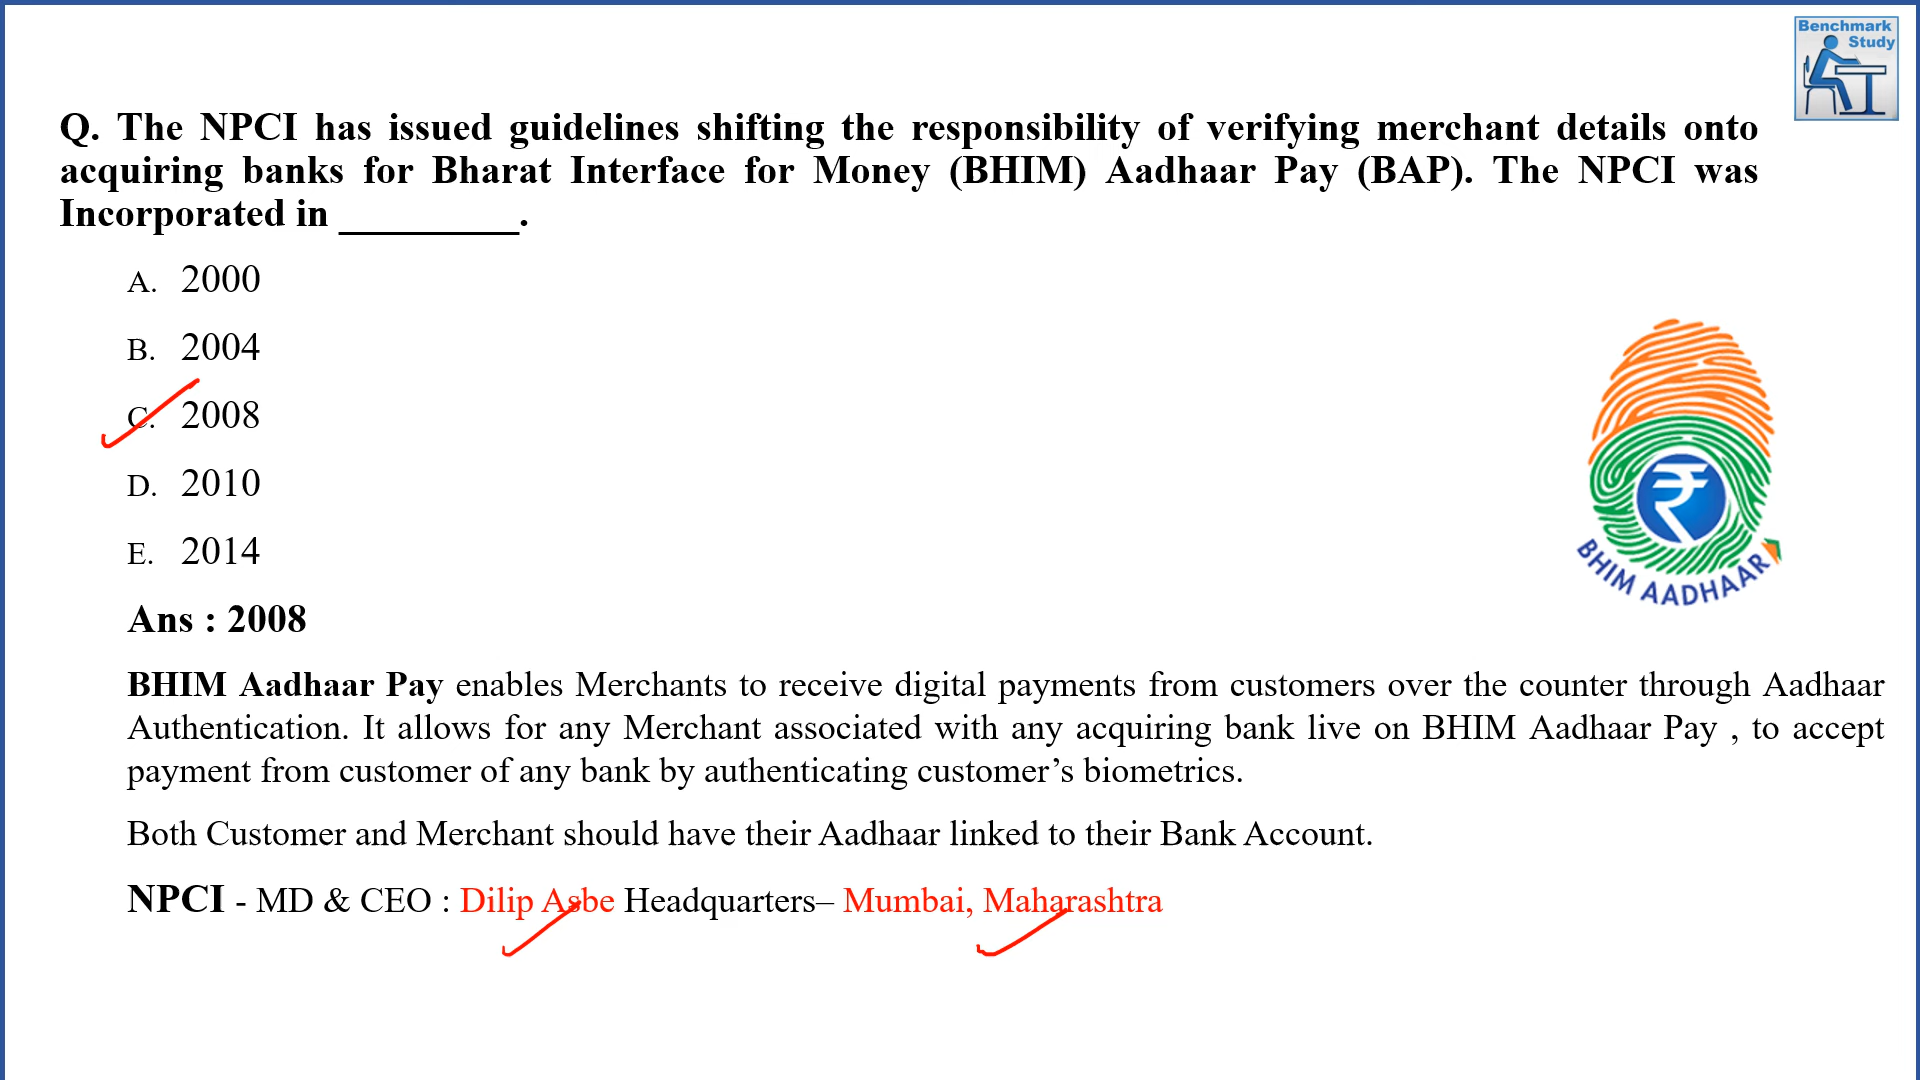 Benchmark
Study
Q. The NPCI has issued guidelines shifting the responsibility of verifying merchant details onto
acquiring banks for Bharat Interface for Money (BHIM) Aadhaar Pay (BAP). The NPCI was
Incorporated in _________.
A. 2000
B. 2004
C. 2008
D. 2010
E. 2014
BHIM AADHAAR
Ans : 2008
BHIM Aadhaar Pay enables Merchants to receive digital payments from customers over the counter through Aadhaar
Authentication. It allows for any Merchant associated with any acquiring bank live on BHIM Aadhaar Pay , to accept
payment from customer of any bank by authenticating customer’s biometrics.
Both Customer and Merchant should have their Aadhaar linked to their Bank Account.
NPCI - MD & CEO : Dilip Asbe Headquarters– Mumbai, Maharashtra